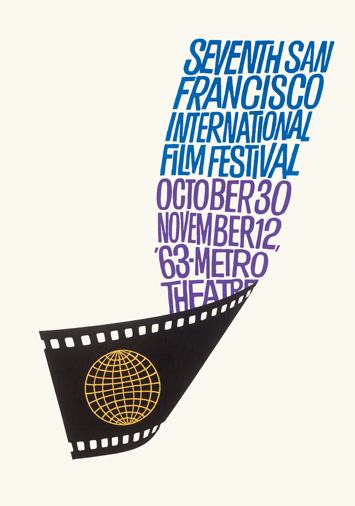 SEVENTH SAN
FRANCISCO
INTERNATIONAL
FILM FESTIVAL
OCTOBER 30
NOVEMBER 12,
'63-METRO
THEATRE